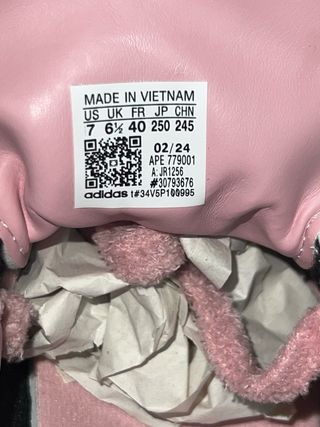 MADE IN VIETNAM
US UK FR JP CHN
7 6½ 40 250 245
02/24
APE 779001
A: JR1256
#30793676
adidas t#34V5P100995